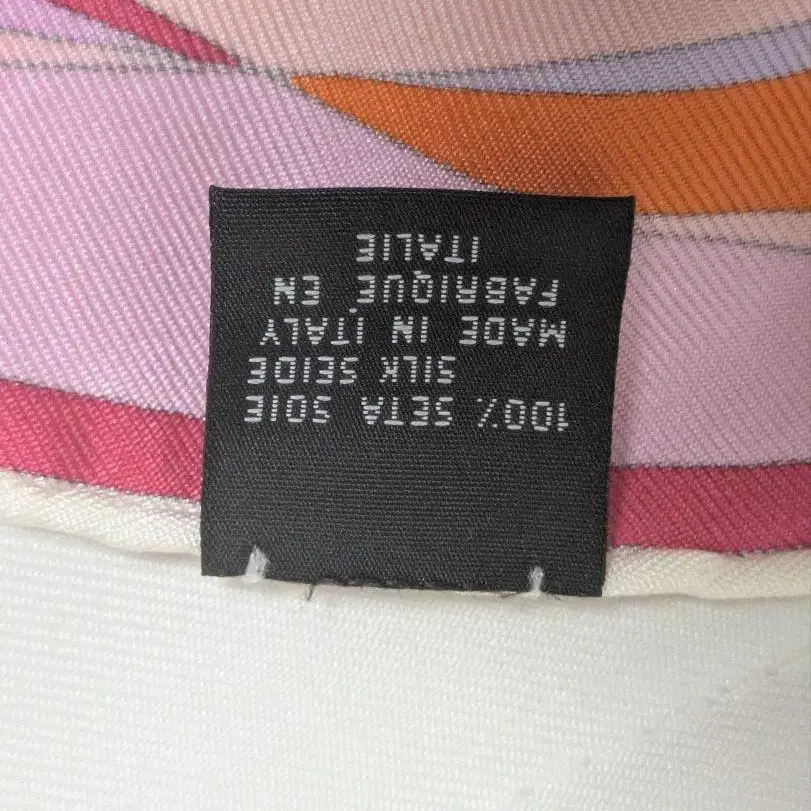 100% SETA SOIE
SILK SEIDE
MADE IN ITALY
FABRIQUE EN
ITALIE